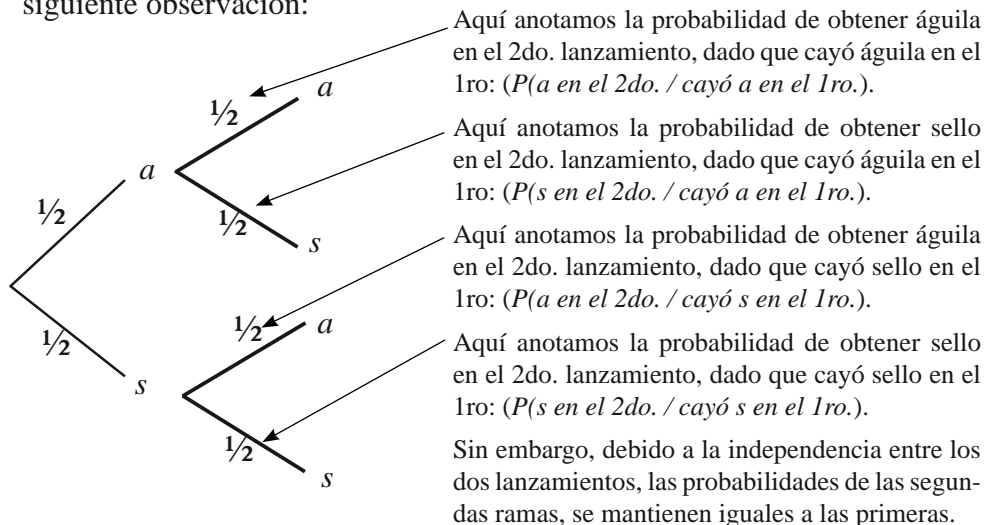 siguiente observación:
Aquí anotamos la probabilidad de obtener águila
en el 2do. lanzamiento, dado que cayó águila en el
1ro: (P(a en el 2do. / cayó a en el 1ro.).
Aquí anotamos la probabilidad de obtener sello
en el 2do. lanzamiento, dado que cayó águila en el
1ro: (P(s en el 2do. / cayó a en el 1ro.).
Aquí anotamos la probabilidad de obtener águila
en el 2do. lanzamiento, dado que cayó sello en el
1ro: (P(a en el 2do. / cayó s en el 1ro.).
Aquí anotamos la probabilidad de obtener sello
en el 2do. lanzamiento, dado que cayó sello en el
1ro: (P(s en el 2do. / cayó s en el 1ro.).
Sin embargo, debido a la independencia entre los
dos lanzamientos, las probabilidades de las segun-
das ramas, se mantienen iguales a las primeras.
a
½
a
½
½
s
½
a
½
s
½
s